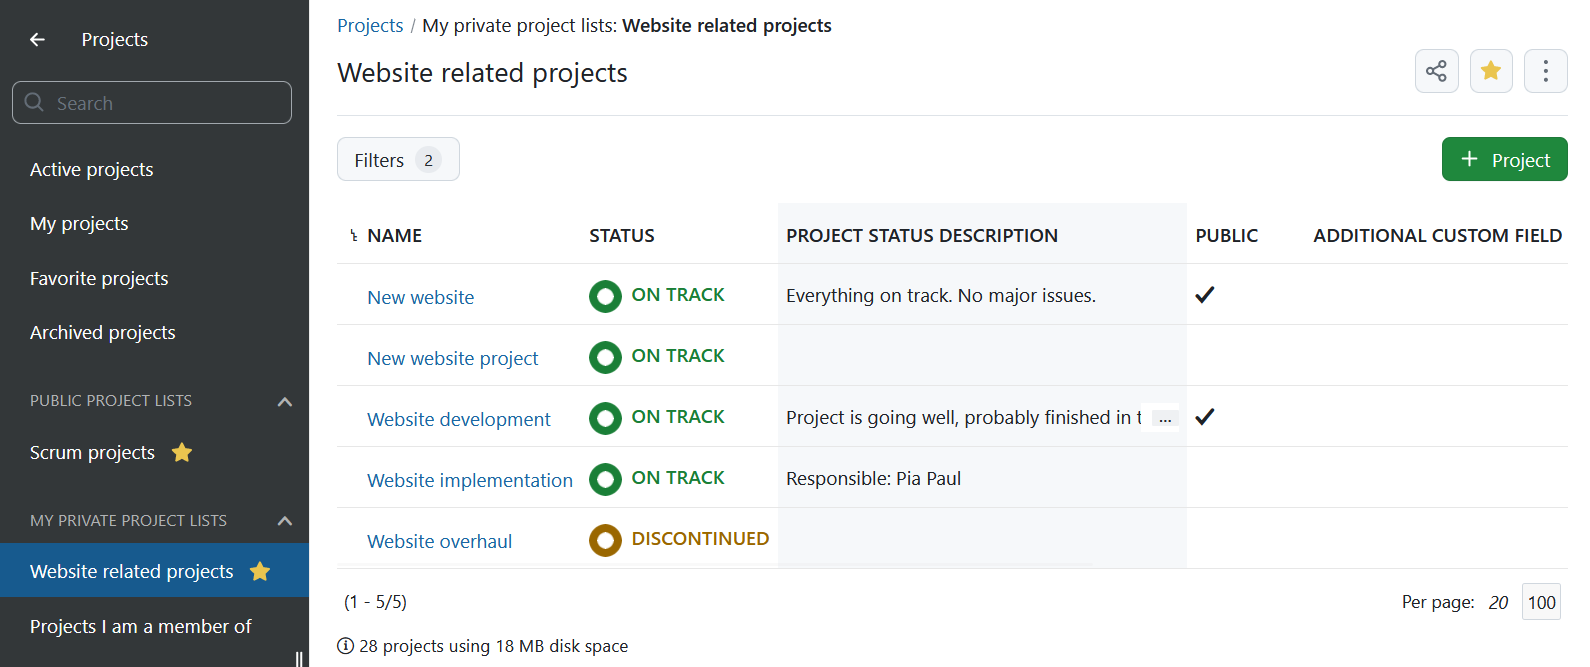 Projects
Search
Active projects
My projects
Favorite projects
Archived projects
PUBLIC PROJECT LISTS
Scrum projects
MY PRIVATE PROJECT LISTS
Website related projects
Projects I am a member of
Projects / My private project lists: Website related projects
Website related projects
Filters 2
+ Project
NAME STATUS PROJECT STATUS DESCRIPTION PUBLIC ADDITIONAL CUSTOM FIELD
New website ON TRACK Everything on track. No major issues.
New website project ON TRACK
Website development ON TRACK Project is going well, probably finished in t ...
Website implementation ON TRACK Responsible: Pia Paul
Website overhaul DISCONTINUED
(1 - 5/5) Per page: 20 100
28 projects using 18 MB disk space